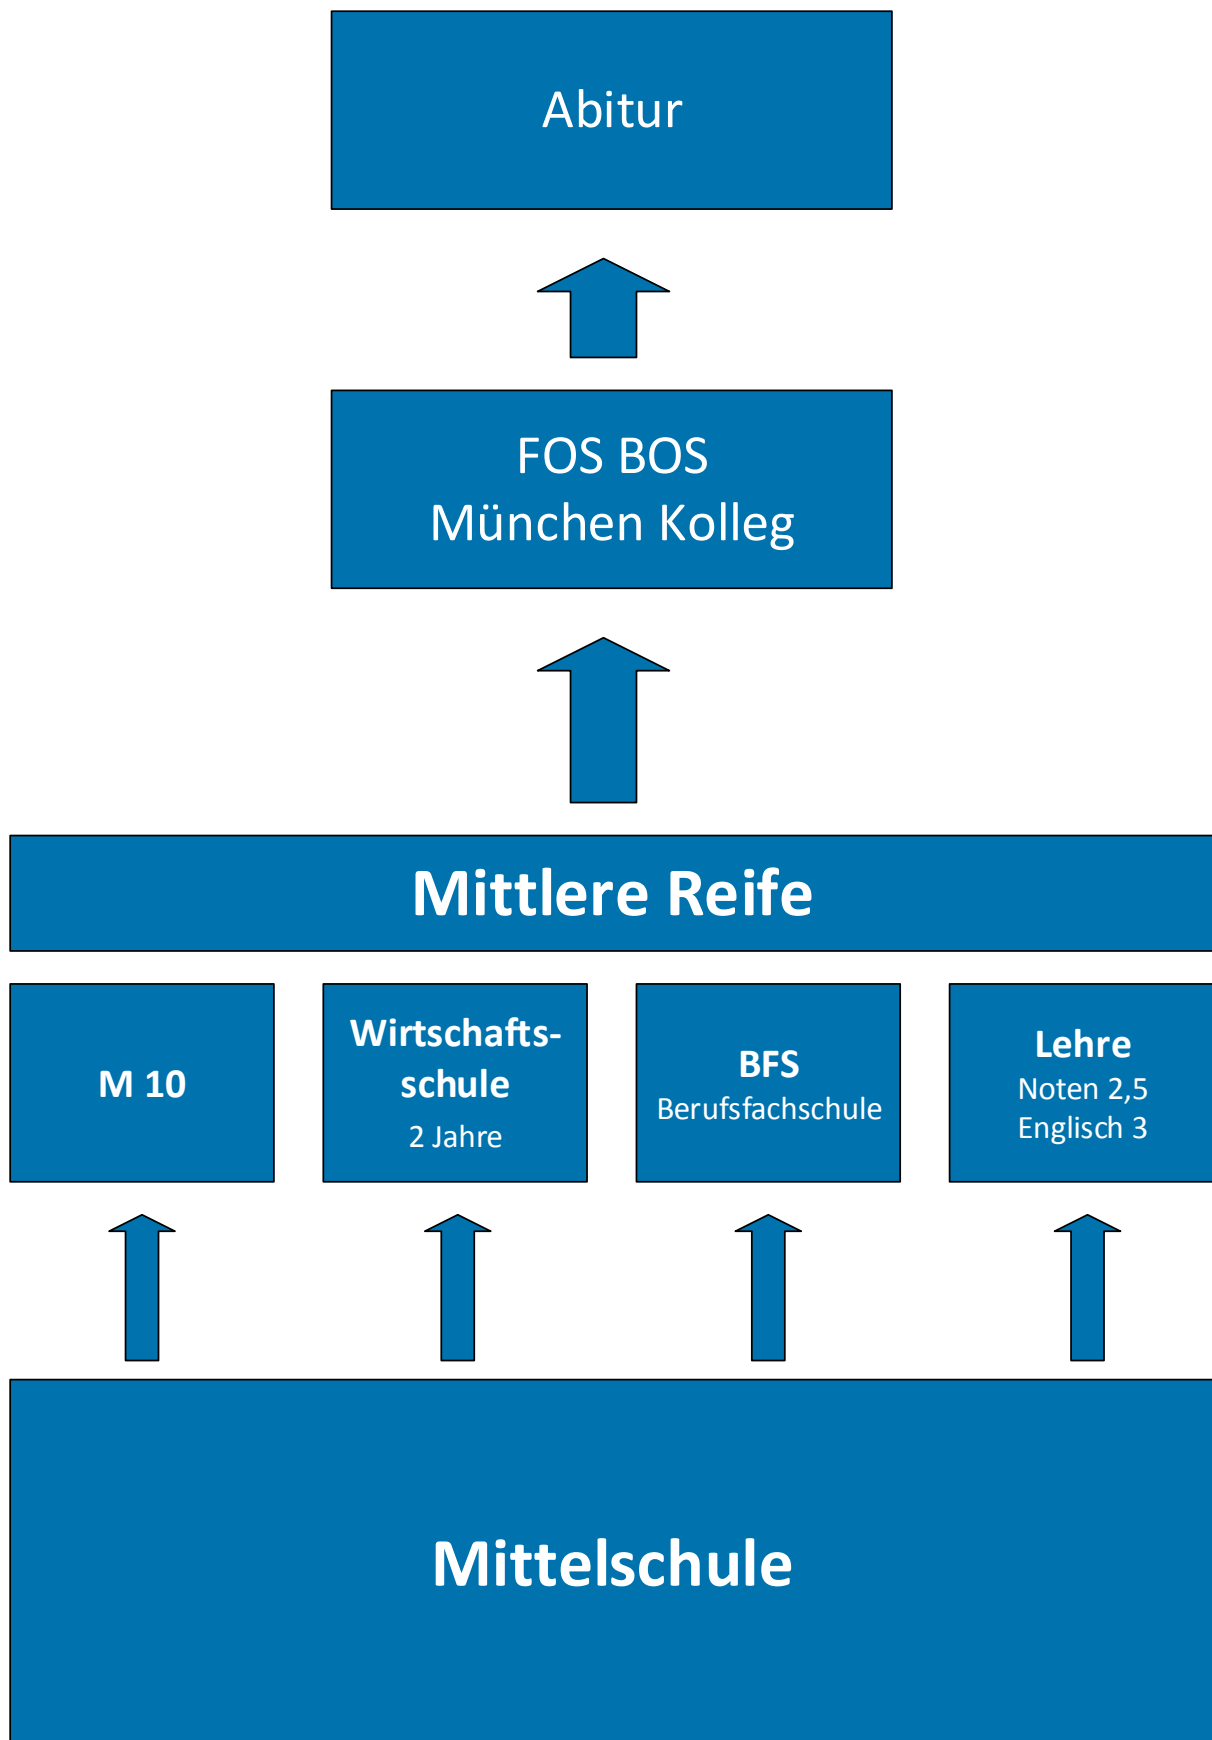 Abitur
FOS BOS
München Kolleg
Mittlere Reife
M 10
Wirtschafts-
schule
2 Jahre
BFS
Berufsfachschule
Lehre
Noten 2,5
Englisch 3
Mittelschule